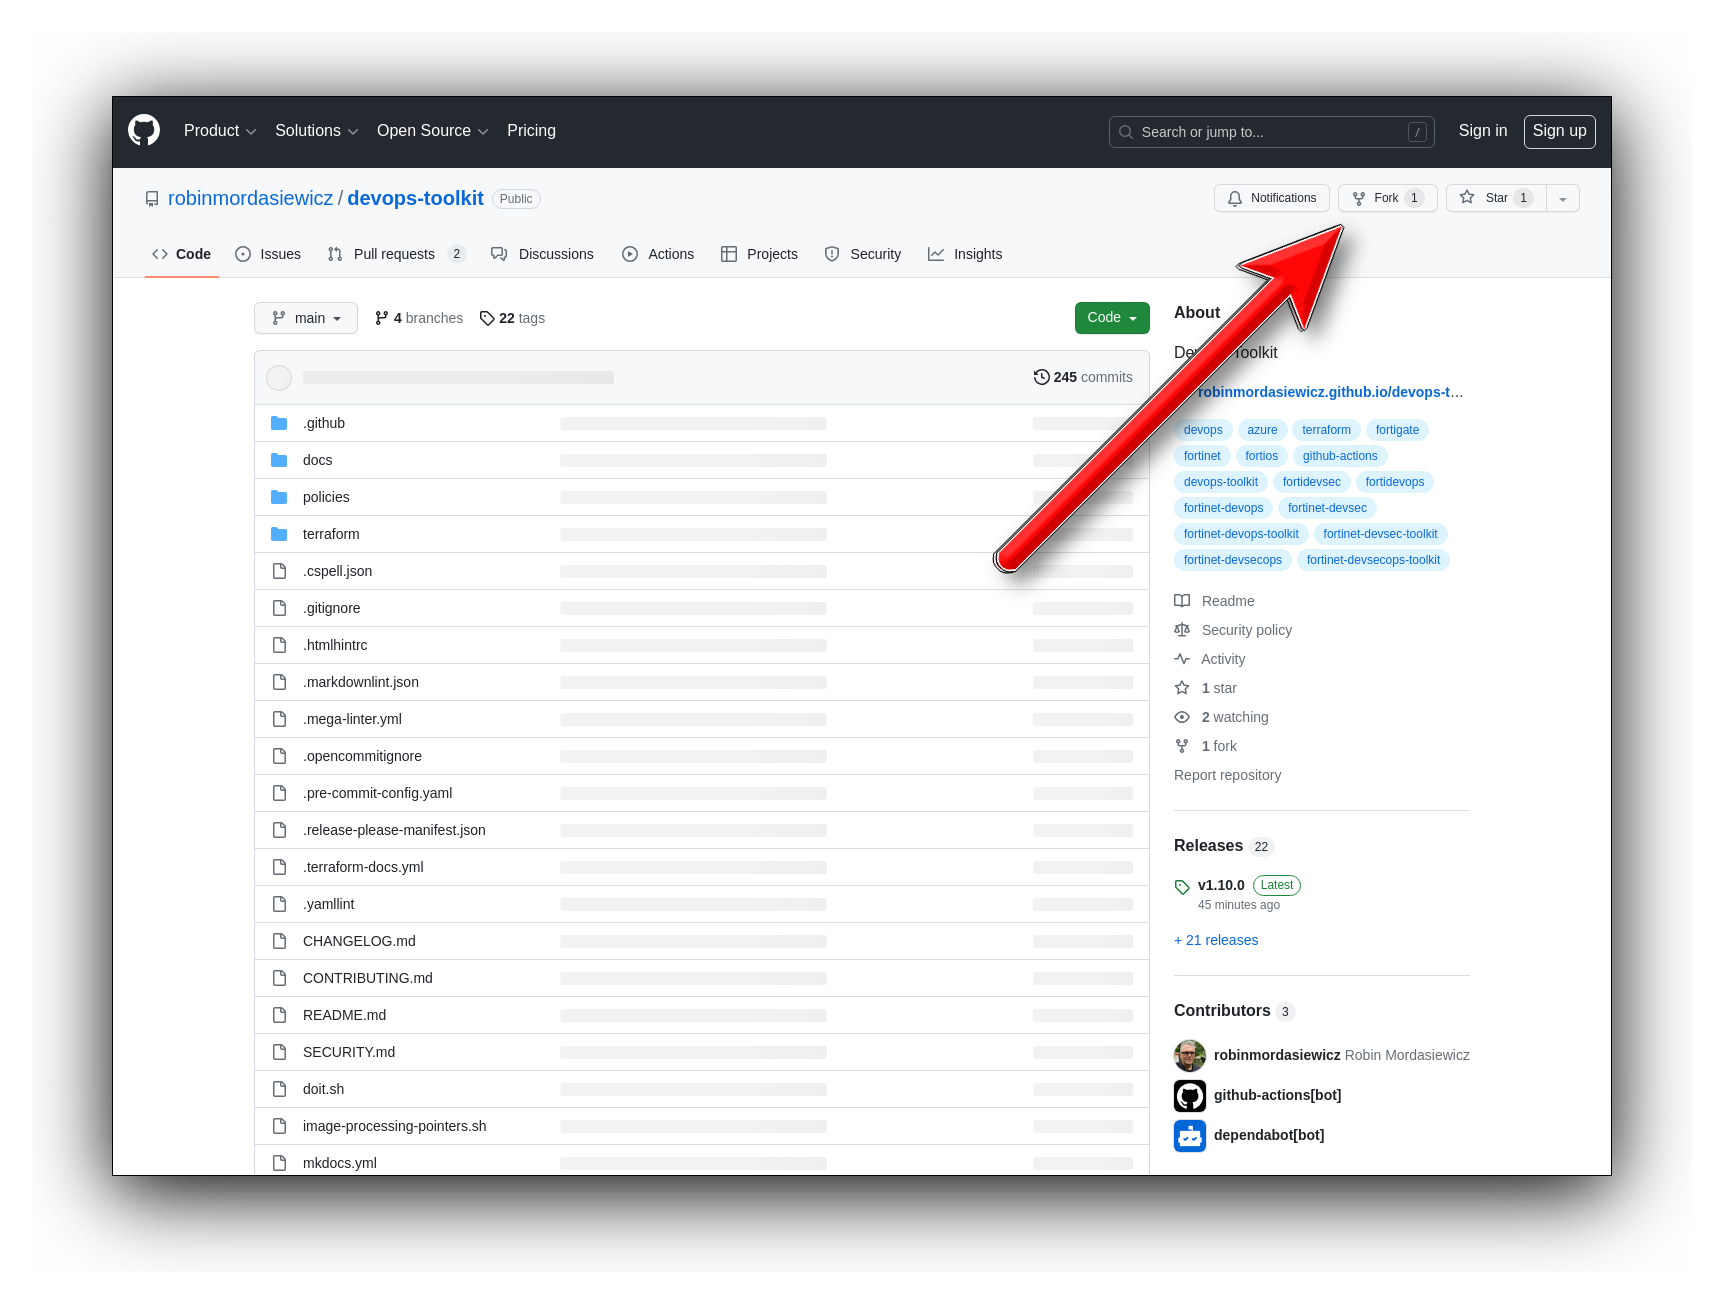 Product Solutions Open Source Pricing Search or jump to... / Sign in Sign up
robinmordasiewicz / devops-toolkit Public Notifications Fork 1 Star 1
Code Issues Pull requests 2 Discussions Actions Projects Security Insights
main 4 branches 22 tags Code
245 commits
.github
docs
policies
terraform
.cspell.json
.gitignore
.htmlhintrc
.markdownlint.json
.mega-linter.yml
.opencommitignore
.pre-commit-config.yaml
.release-please-manifest.json
.terraform-docs.yml
.yamllint
CHANGELOG.md
CONTRIBUTING.md
README.md
SECURITY.md
doit.sh
image-processing-pointers.sh
mkdocs.yml
About
Toolkit
robinmordasiewicz.github.io/devops-t...
devops azure terraform fortigate
fortinet fortios github-actions
devops-toolkit fortidevsec fortidevops
fortinet-devops fortinet-devsec
fortinet-devops-toolkit fortinet-devsec-toolkit
fortinet-devsecops fortinet-devsecops-toolkit
Readme
Security policy
Activity
1 star
2 watching
1 fork
Report repository
Releases 22
v1.10.0 Latest
45 minutes ago
+ 21 releases
Contributors 3
robinmordasiewicz Robin Mordasiewicz
github-actions[bot]
dependabot[bot]